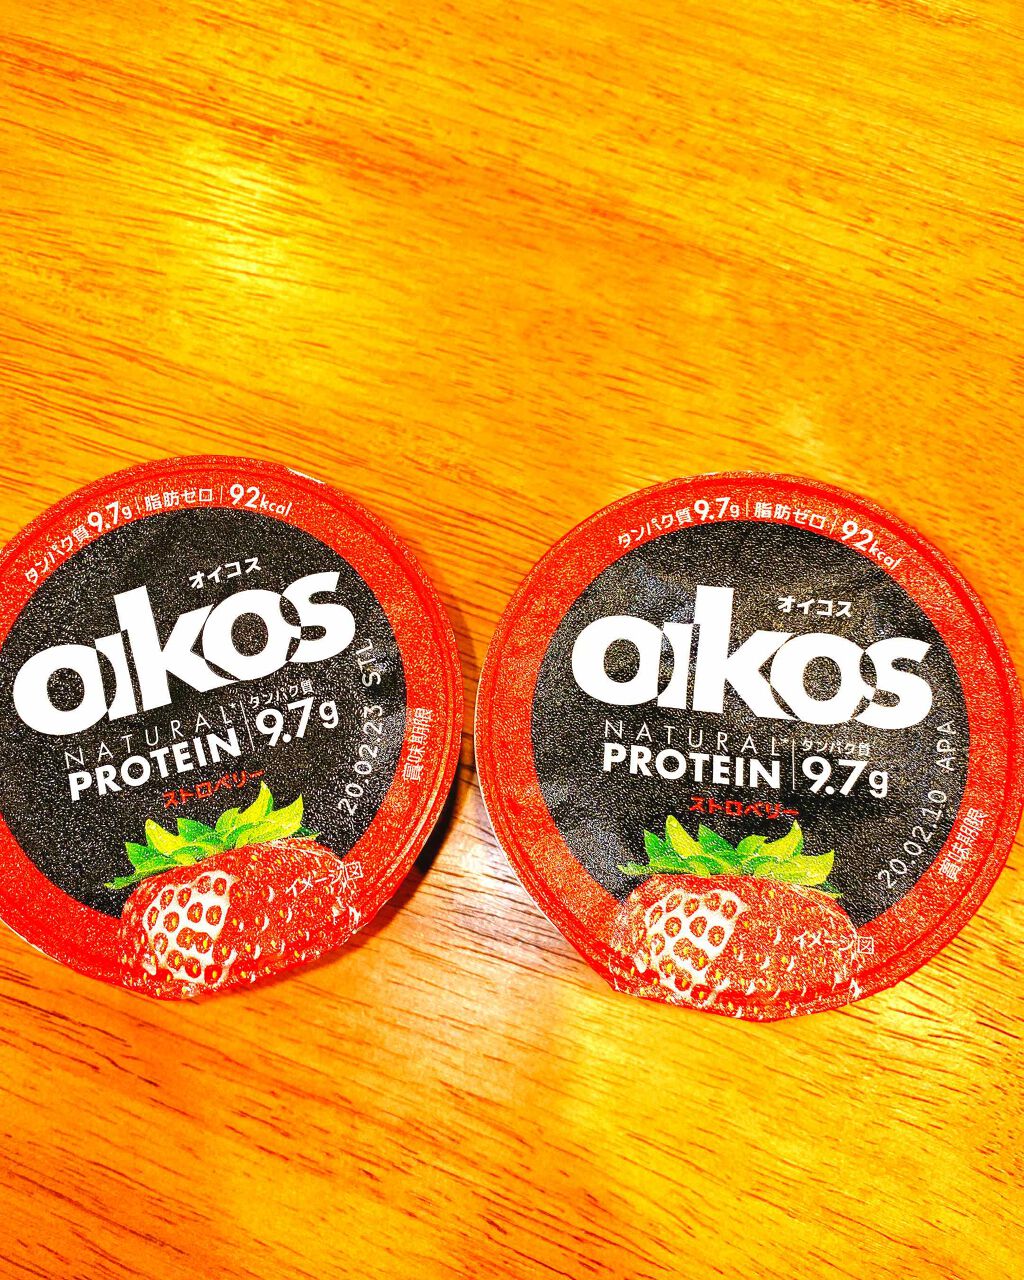 タンパク質9.7g|脂肪ゼロ|92kcal
オイコス
oikos
NATURAL
PROTEIN
タンパク質
9.7g
ストロベリー
20.02.23 STL
賞味期限
イメージ図
タンパク質9.7g|脂肪ゼロ|92kcal
オイコス
oikos
NATURAL
PROTEIN
タンパク質
9.7g
ストロベリー
20.02.10 APA
賞味期限
イメージ図